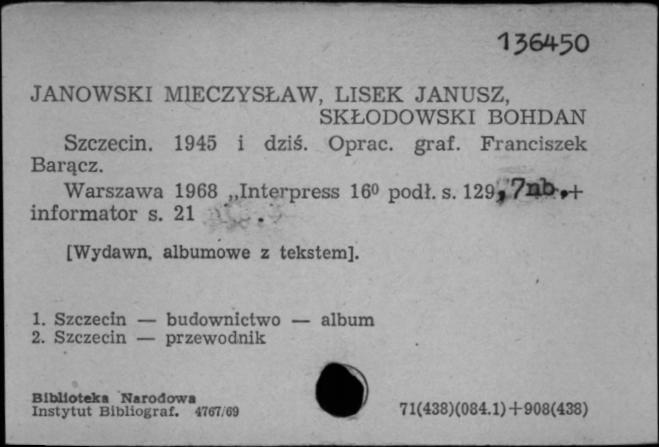 136450
JANOWSKI MIECZYSŁAW, LISEK JANUSZ,
SKŁODOWSKI BOHDAN
Szczecin. 1945 i dziś. Oprac. graf. Franciszek
Barącz.
Warszawa 1968 „Interpress 16⁰ podł. s. 129, 7nb.+
informator s. 21
[Wydawn. albumowe z tekstem].
1. Szczecin — budownictwo — album
2. Szczecin — przewodnik
Biblioteka Narodowa
Instytut Bibliograf. 4767/69
71(438)(084.1)+908(438)